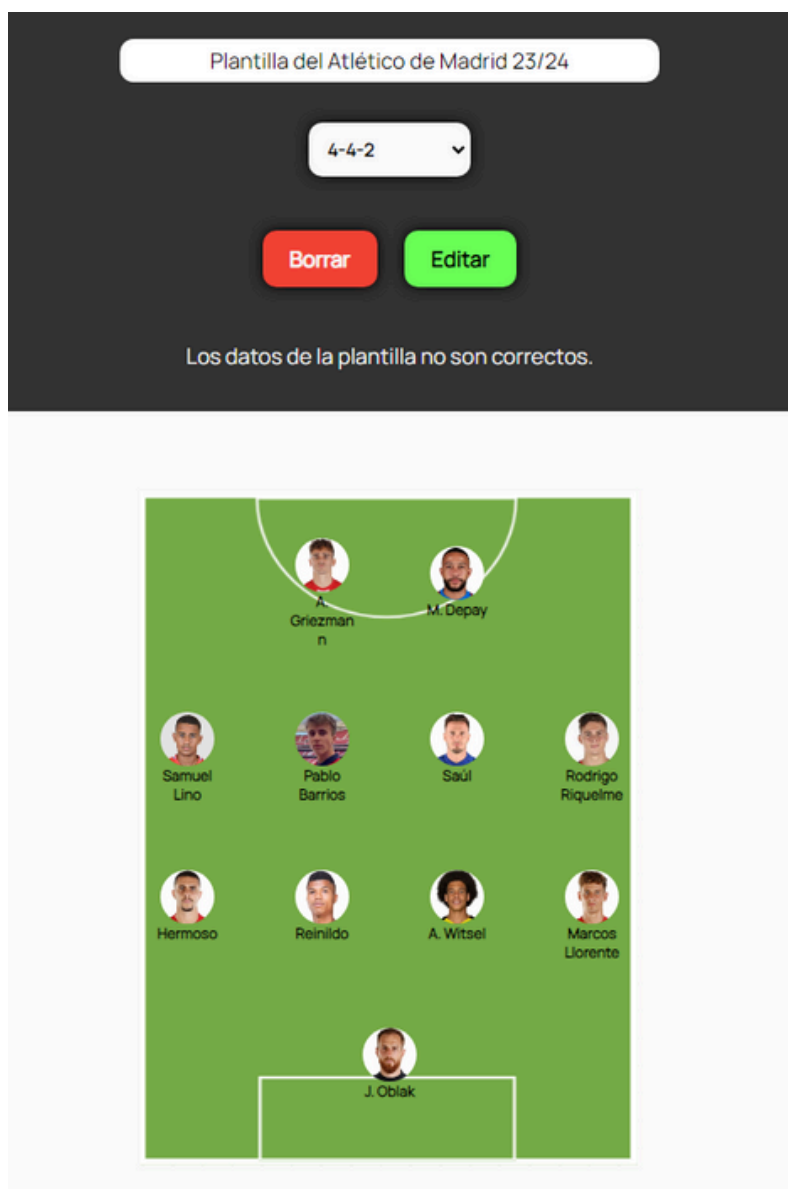 Plantilla del Atlético de Madrid 23/24
4-4-2
Borrar Editar
Los datos de la plantilla no son correctos.
A.
Griezman
n
M. Depay
Samuel
Lino
Pablo
Barrios
Saúl
Rodrigo
Riquelme
Hermoso
Reinildo
A. Witsel
Marcos
Llorente
J. Oblak